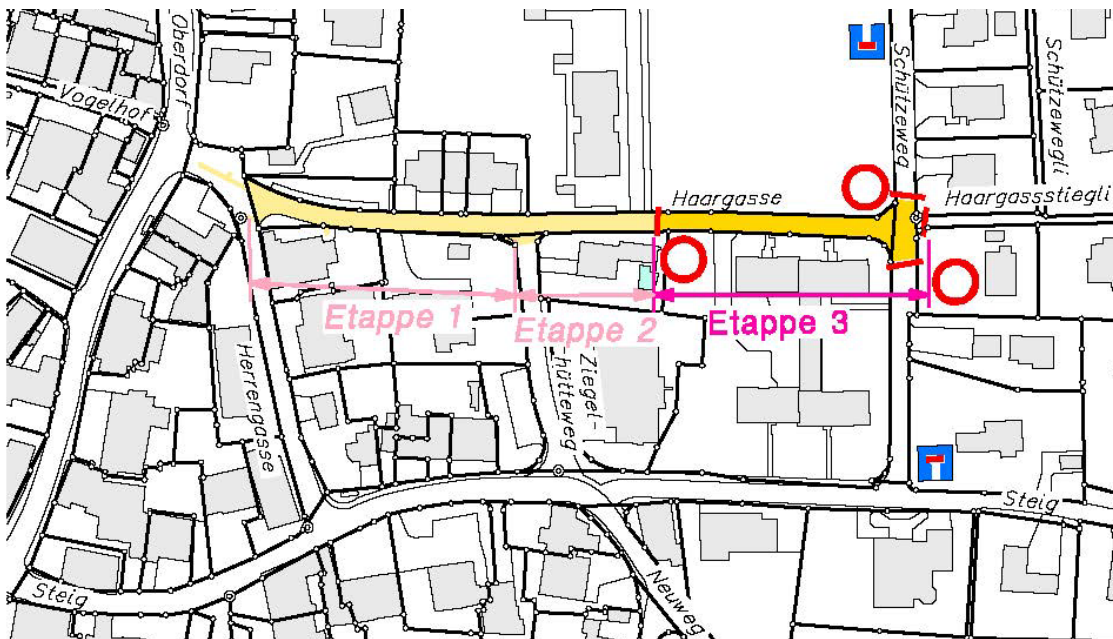 Oberdorf
Vogelhof
Schützeweg
Schützewegli
Haargasse
Haargassstiegli
Etappe 1
Etappe 2
Etappe 3
Herrengasse
Ziegel-
hütteweg
Steig
Steig
Neuweg